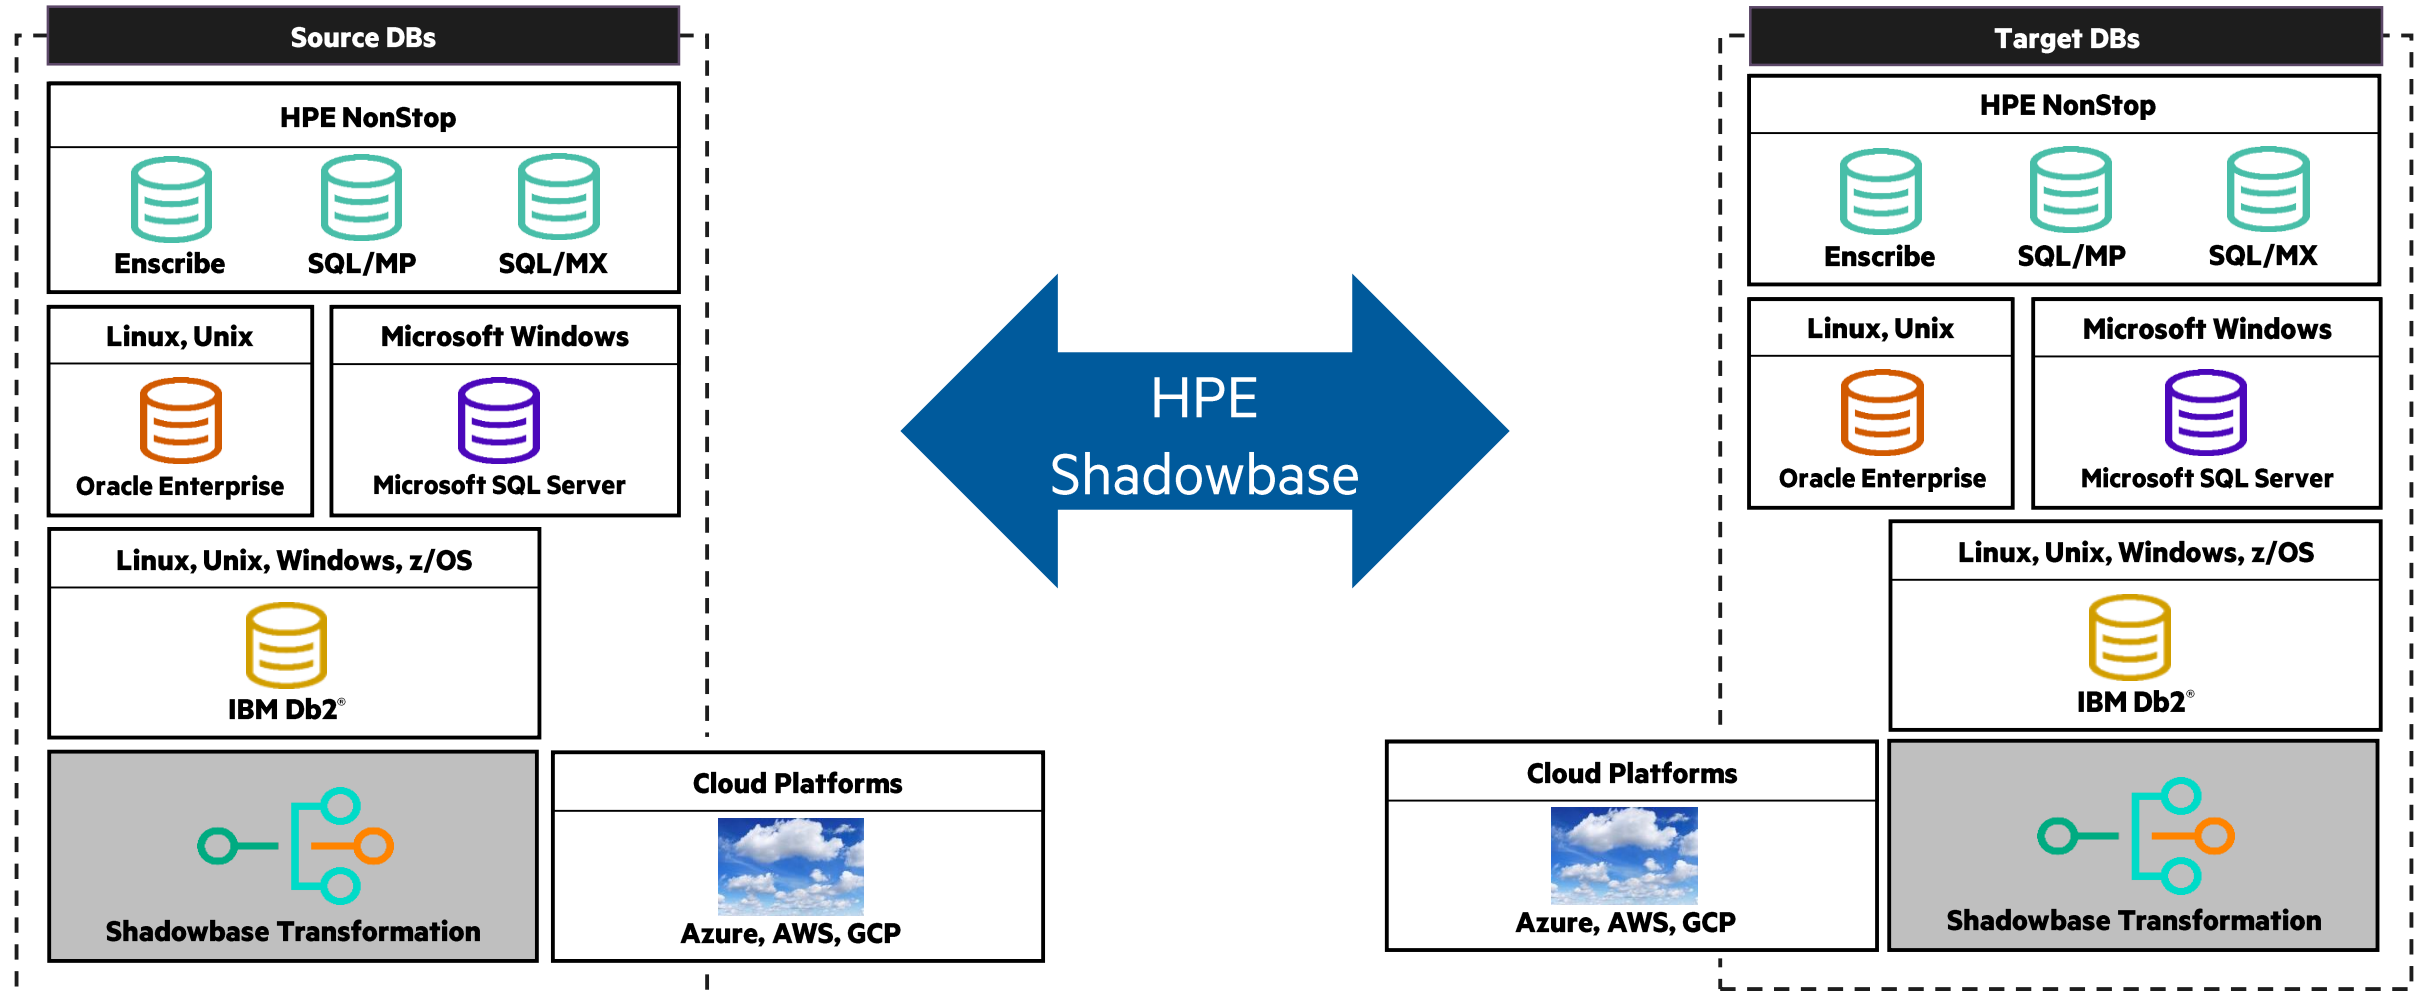 Source DBs
HPE NonStop
Enscribe
SQL/MP
SQL/MX
Linux, Unix
Oracle Enterprise
Microsoft Windows
Microsoft SQL Server
Linux, Unix, Windows, z/OS
IBM Db2®
Shadowbase Transformation
Cloud Platforms
Azure, AWS, GCP
HPE
Shadowbase
Target DBs
HPE NonStop
Enscribe
SQL/MP
SQL/MX
Linux, Unix
Oracle Enterprise
Microsoft Windows
Microsoft SQL Server
Linux, Unix, Windows, z/OS
IBM Db2®
Cloud Platforms
Azure, AWS, GCP
Shadowbase Transformation